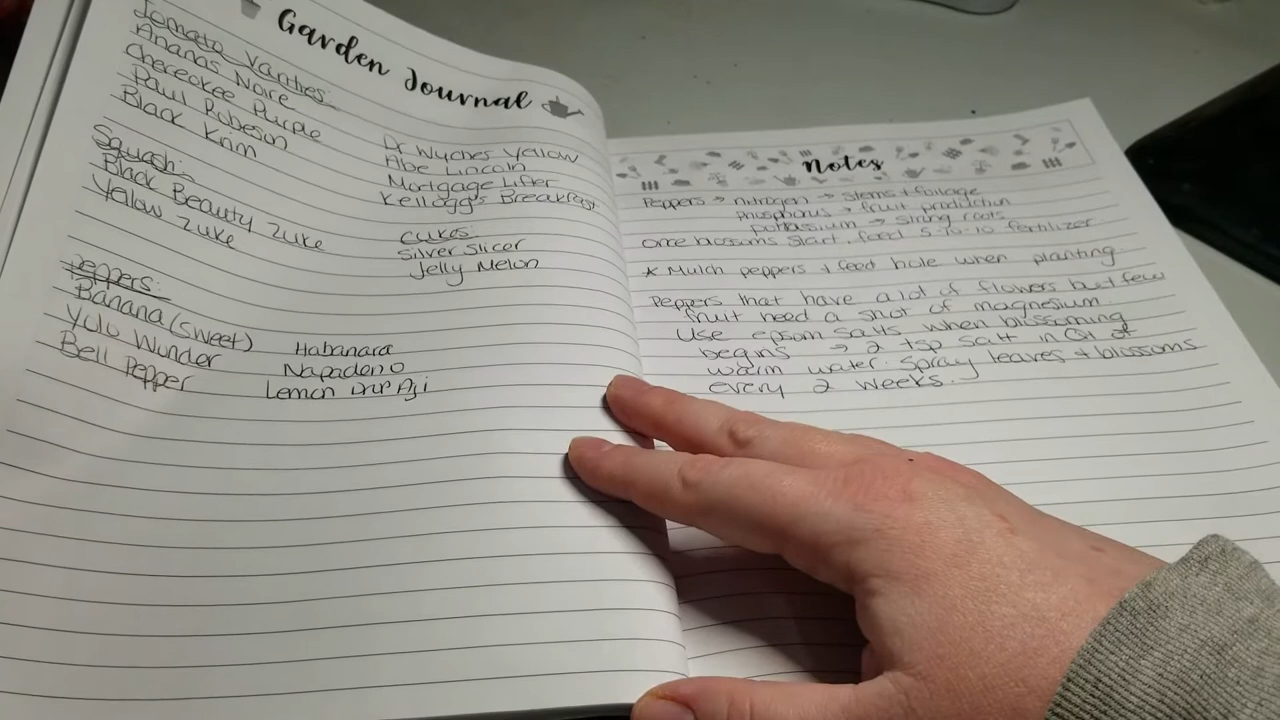 Garden Journal
Tomato Varities:
Ananas Noire
Chereokee Purple
Paul Robeson
Black Krim
Dr Wyches Yellow
Abe Lincoln
Mortgage Lifter
Kellogg's Breakfast
Squash:
Black Beauty Zuke
Yellow Zuke
Cukes:
Silver Slicer
Jelly Melon
Peppers:
Banana (sweet)
Yolo Wunder
Bell Pepper
Habanara
Napadeno
Lemon Drop Aji
Notes
Peppers → nitrogen → stems + foilage
phosphorus → fruit production
potassium → strong roots
Once blossoms start, feed 5-10-10 fertilizer
* Mulch peppers + feed hole when planting
Peppers that have a lot of flowers but few
fruit need a shot of magnesium.
Use epsom salts when blossoming
begins → 2 tsp salt in Qt of
warm water. Spray leaves + blossoms
every 2 weeks.